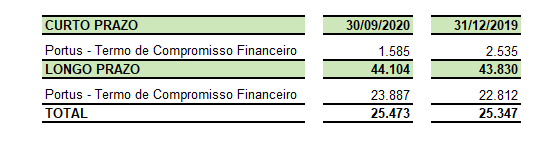 CURTO PRAZO 30/09/2020 31/12/2019
Portus - Termo de Compromisso Financeiro 1.585 2.535
LONGO PRAZO 44.104 43.830
Portus - Termo de Compromisso Financeiro 23.887 22.812
TOTAL 25.473 25.347